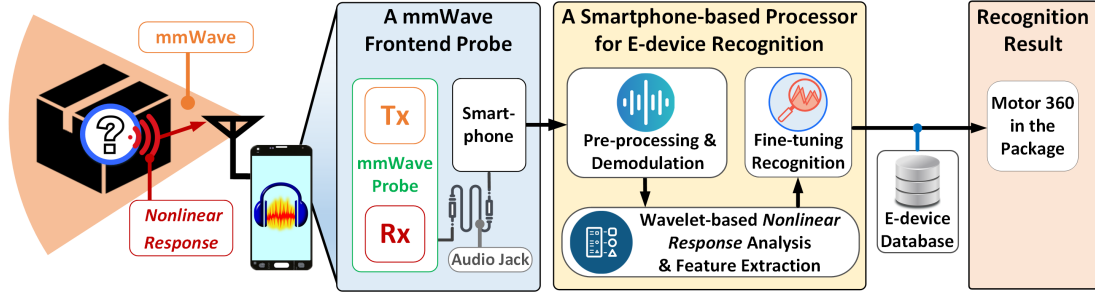 mmWave
?
Nonlinear
Response
A mmWave
Frontend Probe
Tx
mmWave
Probe
Rx
Smart-
phone
Audio Jack
A Smartphone-based Processor
for E-device Recognition
Pre-processing &
Demodulation
Fine-tuning
Recognition
Wavelet-based Nonlinear
Response Analysis
& Feature Extraction
E-device
Database
Recognition
Result
Motor 360
in the
Package